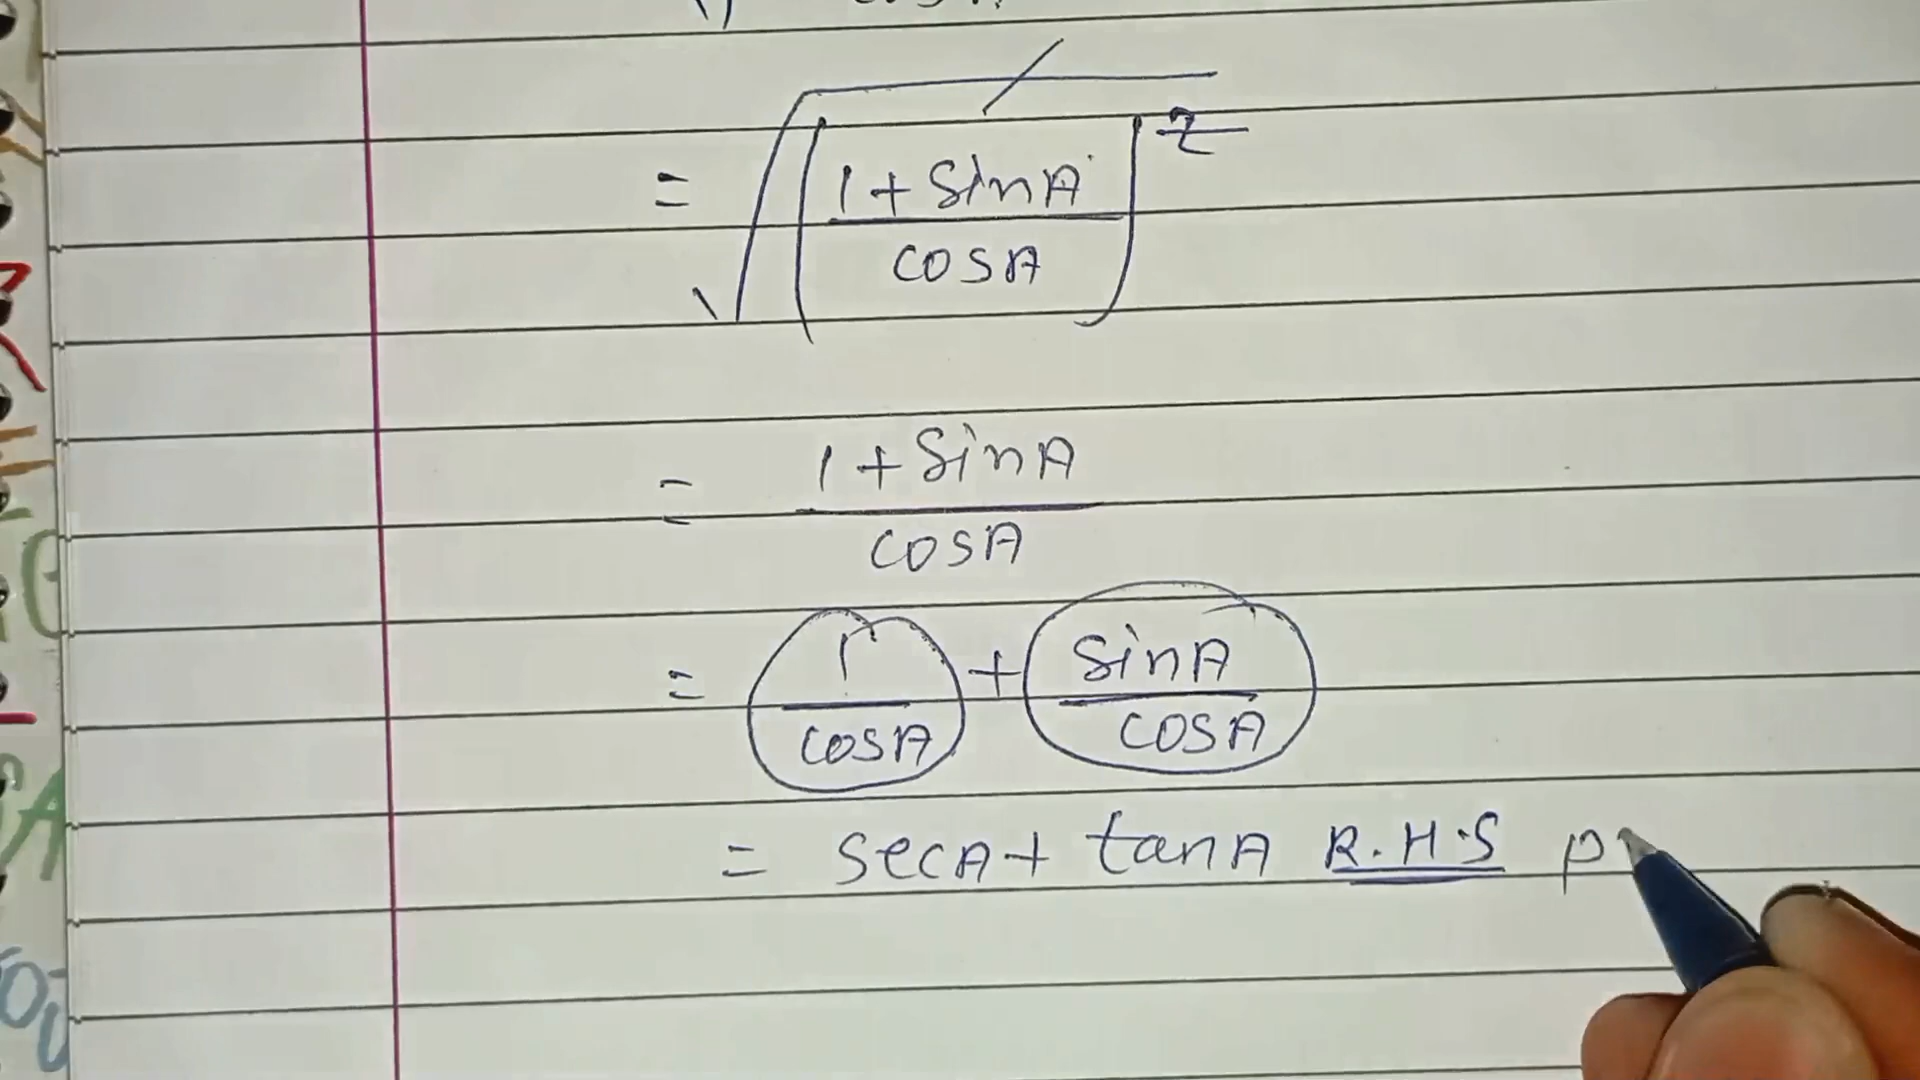 = √((1 + sinA)/(cosA))²
= (1 + sinA)/(cosA)
= 1/(cosA) + (sinA)/(cosA)
= secA + tanA R.H.S